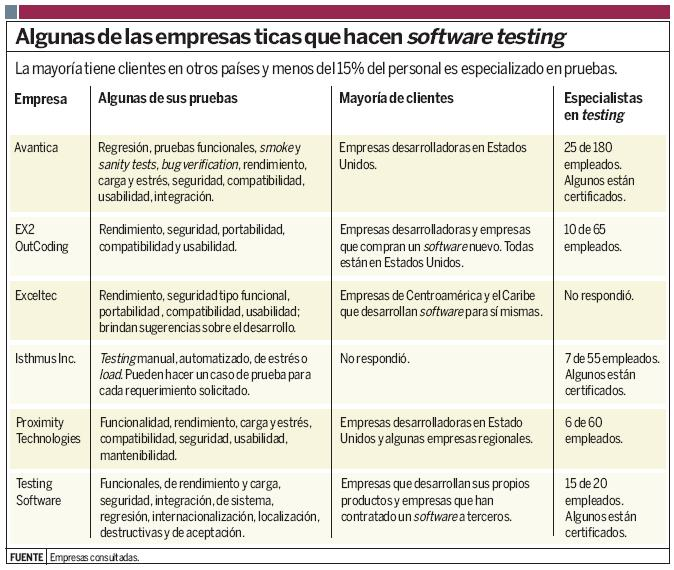 Algunas de las empresas ticas que hacen software testing
La mayoría tiene clientes en otros países y menos del 15% del personal es especializado en pruebas.
Empresa
Algunas de sus pruebas
Mayoría de clientes
Especialistas
en testing
Avantica
Regresión, pruebas funcionales, smoke y
sanity tests, bug verification, rendimiento,
carga y estrés, seguridad, compatibilidad,
usabilidad, integración.
Empresas desarrolladoras en Estados
Unidos.
25 de 180
empleados.
Algunos están
certificados.
EX2
OutCoding
Rendimiento, seguridad, portabilidad,
compatibilidad y usabilidad.
Empresas desarrolladoras y empresas
que compran un software nuevo. Todas
están en Estados Unidos.
10 de 65
empleados.
Exceltec
Rendimiento, seguridad tipo funcional,
portabilidad, compatibilidad, usabilidad;
brindan sugerencias sobre el desarrollo.
Empresas de Centroamérica y el Caribe
que desarrollan software para sí mismas.
No respondió.
Isthmus Inc.
Testing manual, automatizado, de estrés o
load. Pueden hacer un caso de prueba para
cada requerimiento solicitado.
No respondió.
7 de 55 empleados.
Algunos están
certificados.
Proximity
Technologies
Funcionalidad, rendimiento, carga y estrés,
compatibilidad, seguridad, usabilidad,
mantenibilidad.
Empresas desarrolladoras en Estado
Unidos y algunas empresas regionales.
6 de 60
empleados.
Testing
Software
Funcionales, de rendimiento y carga,
seguridad, integración, de sistema,
regresión, internacionalización, localización,
destructivas y de aceptación.
Empresas que desarrollan sus propios
productos y empresas que han
contratado un software a terceros.
15 de 20
empleados.
Algunos están
certificados.
FUENTE Empresas consultadas.